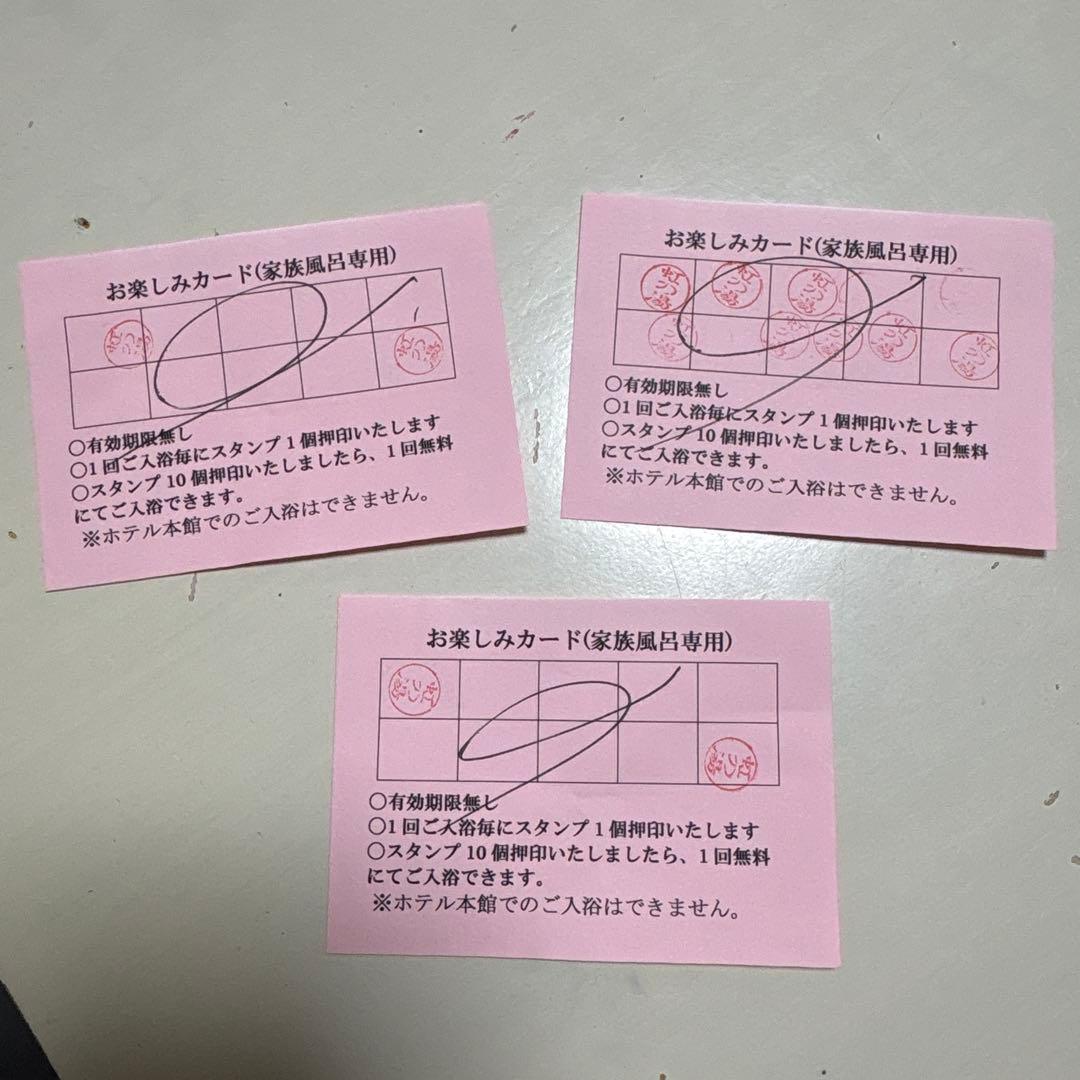 お楽しみカード(家族風呂専用)
○有効期限無し
○1回ご入浴毎にスタンプ1個押印いたします
○スタンプ10個押印いたしましたら、1回無料
にてご入浴できます。
※ホテル本館でのご入浴はできません。
お楽しみカード(家族風呂専用)
虹つ湯
虹つ湯
虹つ湯
○有効期限無し
○1回ご入浴毎にスタンプ1個押印いたします
○スタンプ10個押印いたしましたら、1回無料
にてご入浴できます。
※ホテル本館でのご入浴はできません。
お楽しみカード(家族風呂専用)
○有効期限無し
○1回ご入浴毎にスタンプ1個押印いたします
○スタンプ10個押印いたしましたら、1回無料
にてご入浴できます。
※ホテル本館でのご入浴はできません。